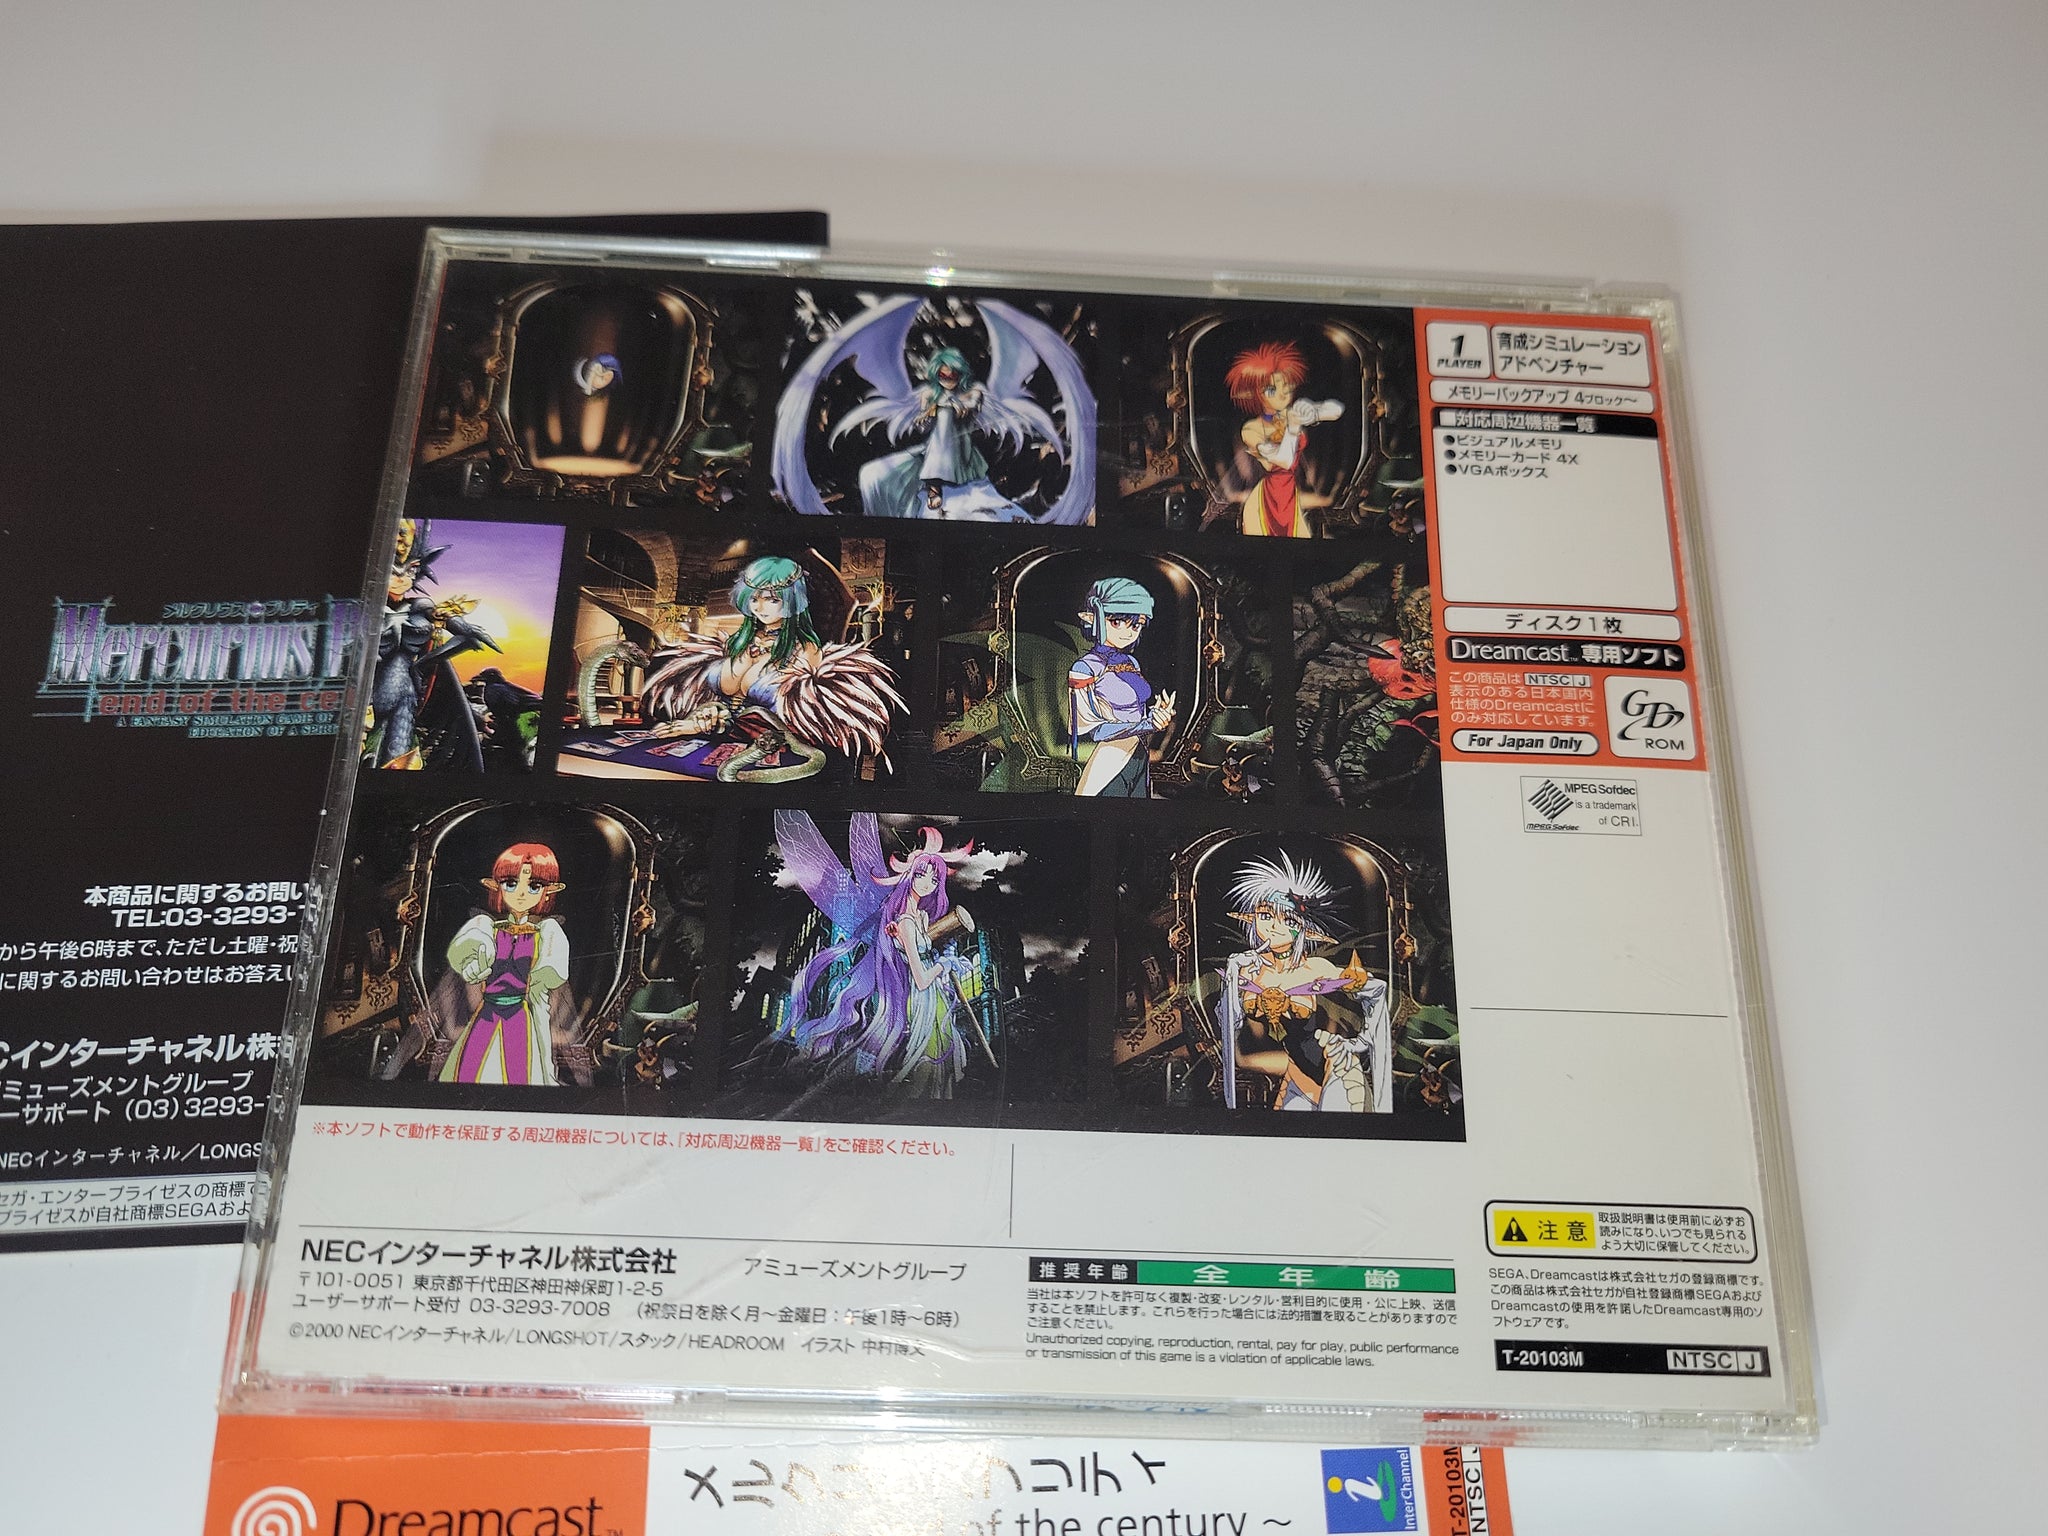 1
PLAYER
育成シミュレーション
アドベンチャー
メモリーバックアップ 4ブロック～
対応周辺機器一覧
●ビジュアルメモリ
●メモリーカード 4X
●VGAボックス
ディスク1枚
Dreamcast™ 専用ソフト
この商品は NTSC|J
表示のある日本国内
仕様のDreamcastに
のみ対応しています。
For Japan Only
GD
ROM
MPEG Sofdec
is a trademark
of CRI.
MPEG Sofdec
メルクリウス プリティ
Mercurius P
end of the ce
A FANTASY SIMULATION GAME OF
EDUCATION OF A SPIRI
本商品に関するお問い
TEL:03-3293-
から午後6時まで、ただし土曜・祝
に関するお問い合わせはお答えい
Cインターチャネル株
ミューズメントグループ
ーサポート (03)3293-
NECインターチャネル/LONGS
セガ・エンタープライゼスの商標で
プライゼスが自社商標SEGAおよ
※本ソフトで動作を保証する周辺機器については、『対応周辺機器一覧』をご確認ください。
NECインターチャネル株式会社 アミューズメントグループ
〒101-0051 東京都千代田区神田神保町1-2-5
ユーザーサポート受付 03-3293-7008 (祝祭日を除く月～金曜日：午後1時～6時)
©2000 NECインターチャネル/LONGSHOT/スタック/HEADROOM イラスト 中村博文
推奨年齢 全年齢
当社は本ソフトを許可なく複製・改変・レンタル・営利目的に使用・公に上映、送信
することを禁止します。これらを行った場合には法的措置を取ることがありますので
ご注意ください。
Unauthorized copying, reproduction, rental, pay for play, public performance
or transmission of this game is a violation of applicable laws.
注意
取扱説明書は使用前に必ずお
読みになり、いつでも見られる
よう大切に保管してください。
SEGA、Dreamcastは株式会社セガの登録商標です。
この商品は株式会社セガが自社登録商標SEGAおよび
Dreamcastの使用を許諾したDreamcast専用のソ
フトウェアです。
T-20103M NTSC|J
Dreamcast™
メルクリウス プリティ
of the century ～
InterChannel
T-20103M
NTSC|J